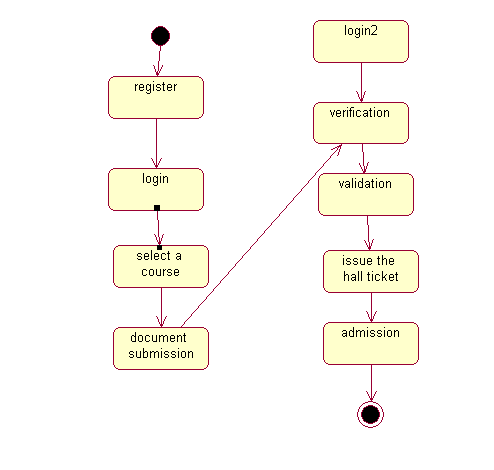 register
login
select a
course
document
submission
login2
verification
validation
issue the
hall ticket
admission